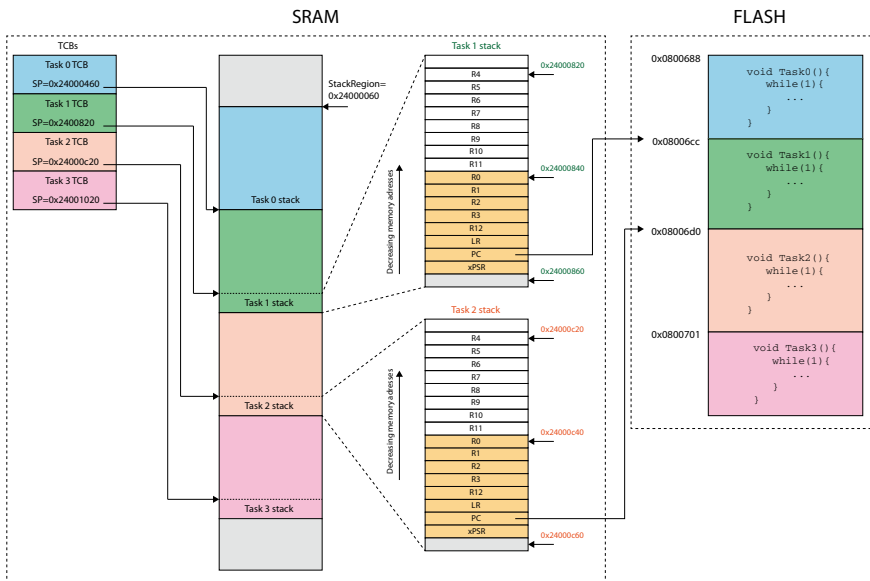 SRAM
FLASH
TCBs
Task 0 TCB
SP=0x24000460
Task 1 TCB
SP=0x2400820
Task 2 TCB
SP=0x24000c20
Task 3 TCB
SP=0x24001020
StackRegion=
0x24000060
Task 0 stack
Task 1 stack
Task 2 stack
Task 3 stack
Task 1 stack
R4
R5
R6
R7
R8
R9
R10
R11
R0
R1
R2
R3
R12
LR
PC
xPSR
0x24000820
0x24000840
0x24000860
Decreasing memory adresses
Task 2 stack
R4
R5
R6
R7
R8
R9
R10
R11
R0
R1
R2
R3
R12
LR
PC
xPSR
0x24000c20
0x24000c40
0x24000c60
Decreasing memory adresses
0x0800688
void Task0(){
while(1){
...
}
}
0x08006cc
void Task1(){
while(1){
...
}
}
0x08006d0
void Task2(){
while(1){
...
}
}
0x0800701
void Task3(){
while(1){
...
}
}